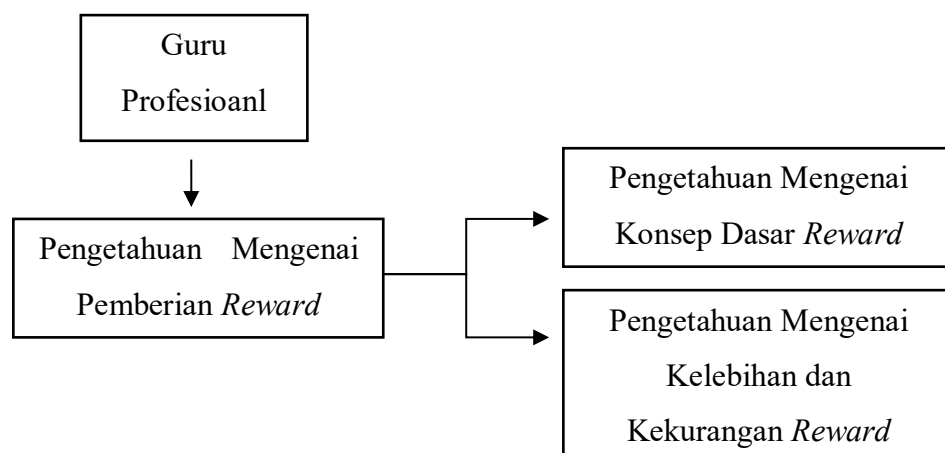 Guru
Profesioanl
Pengetahuan Mengenai
Pemberian Reward
Pengetahuan Mengenai
Konsep Dasar Reward
Pengetahuan Mengenai
Kelebihan dan
Kekurangan Reward